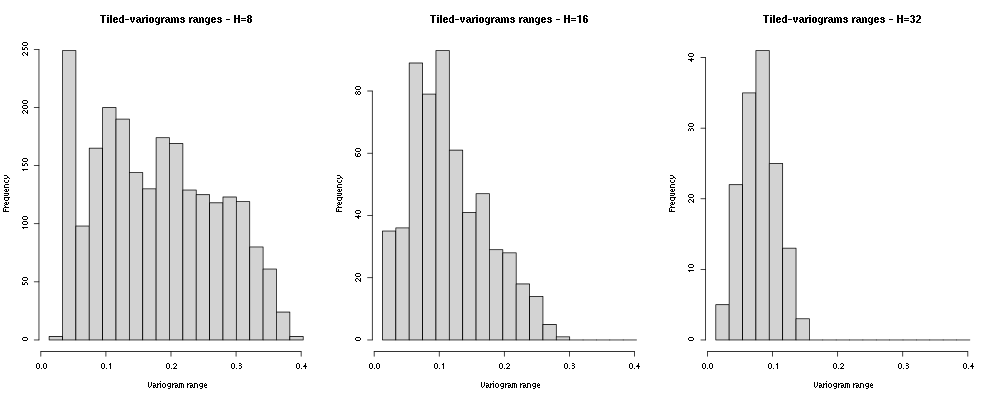 Tiled-variograms ranges - H=8
Frequency
250
200
150
100
50
0
0.0 0.1 0.2 0.3 0.4
Variogram range
Tiled-variograms ranges - H=16
Frequency
80
60
40
20
0
0.0 0.1 0.2 0.3 0.4
Variogram range
Tiled-variograms ranges - H=32
Frequency
40
30
20
10
0
0.0 0.1 0.2 0.3 0.4
Variogram range